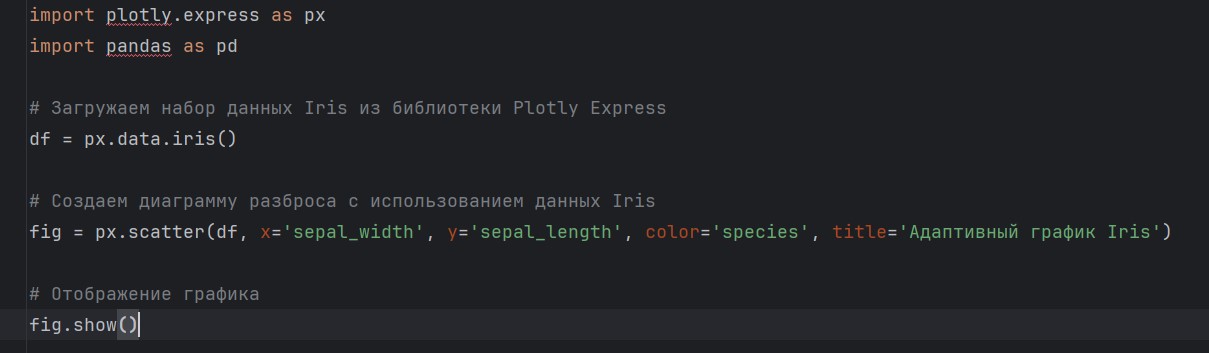 import plotly.express as px
import pandas as pd
# Загружаем набор данных Iris из библиотеки Plotly Express
df = px.data.iris()
# Создаем диаграмму разброса с использованием данных Iris
fig = px.scatter(df, x='sepal_width', y='sepal_length', color='species', title='Адаптивный график Iris')
# Отображение графика
fig.show()